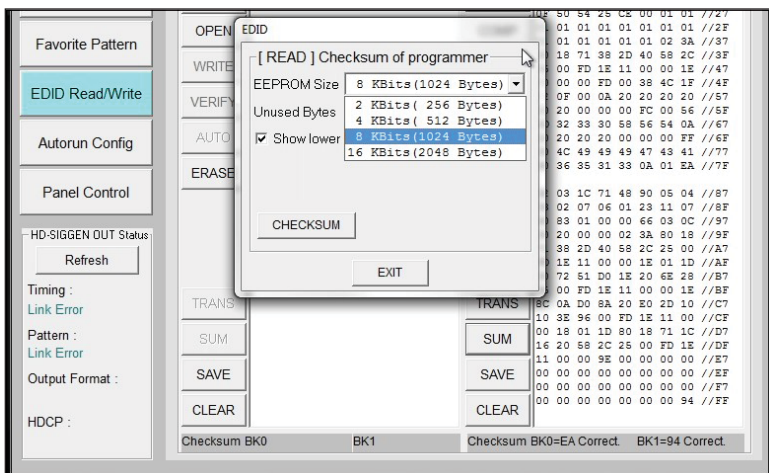 Favorite Pattern
EDID Read/Write
Autorun Config
Panel Control
HD-SIGGEN OUT Status
Refresh
Timing :
Link Error
Pattern :
Link Error
Output Format :
HDCP :
OPEN
WRITE
VERIFY
AUTO
ERASE
TRANS
SUM
SAVE
CLEAR
Checksum BK0 BK1
EDID
[ READ ] Checksum of programmer
EEPROM Size 8 KBits(1024 Bytes)
Unused Bytes
2 KBits( 256 Bytes)
4 KBits( 512 Bytes)
8 KBits(1024 Bytes)
16 KBits(2048 Bytes)
Show lower
CHECKSUM
EXIT
TRANS
SUM
SAVE
CLEAR
0F 50 54 25 CE 00 01 01 //27
01 01 01 01 01 01 01 //2F
01 01 01 01 01 02 3A //37
18 71 38 2D 40 58 2C //3F
00 FD 1E 11 00 00 1E //47
00 00 FD 00 38 4C 1F //4F
0F 00 0A 20 20 20 20 //57
20 00 00 00 FC 00 56 //5F
32 33 30 58 56 54 0A //67
20 20 20 00 00 00 FF //6F
4C 49 49 49 47 43 41 //77
36 35 31 33 0A 01 EA //7F
03 1C 71 48 90 05 04 //87
02 07 06 01 23 11 07 //8F
83 01 00 00 66 03 0C //97
20 00 00 02 3A 80 18 //9F
38 2D 40 58 2C 25 00 //A7
1E 11 00 00 1E 01 1D //AF
72 51 D0 1E 20 6E 28 //B7
00 FD 1E 11 00 00 1E //BF
8C 0A D0 8A 20 E0 2D 10 //C7
10 3E 96 00 FD 1E 11 00 //CF
00 18 01 1D 80 18 71 1C //D7
16 20 58 2C 25 00 FD 1E //DF
11 00 00 9E 00 00 00 00 //E7
00 00 00 00 00 00 00 00 //EF
00 00 00 00 00 00 00 00 //F7
00 00 00 00 00 00 00 94 //FF
Checksum BK0=EA Correct. BK1=94 Correct.